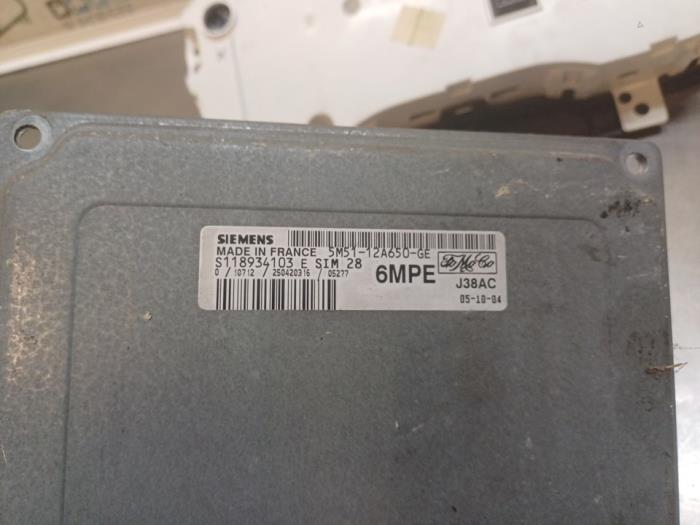 SIEMENS
MADE IN FRANCE 5M51-12A650-GE
S118934103 E SIM 28
0 / 10712 / 250420316 / 05277
6MPE
FoMoCo
J38AC
05-10-04